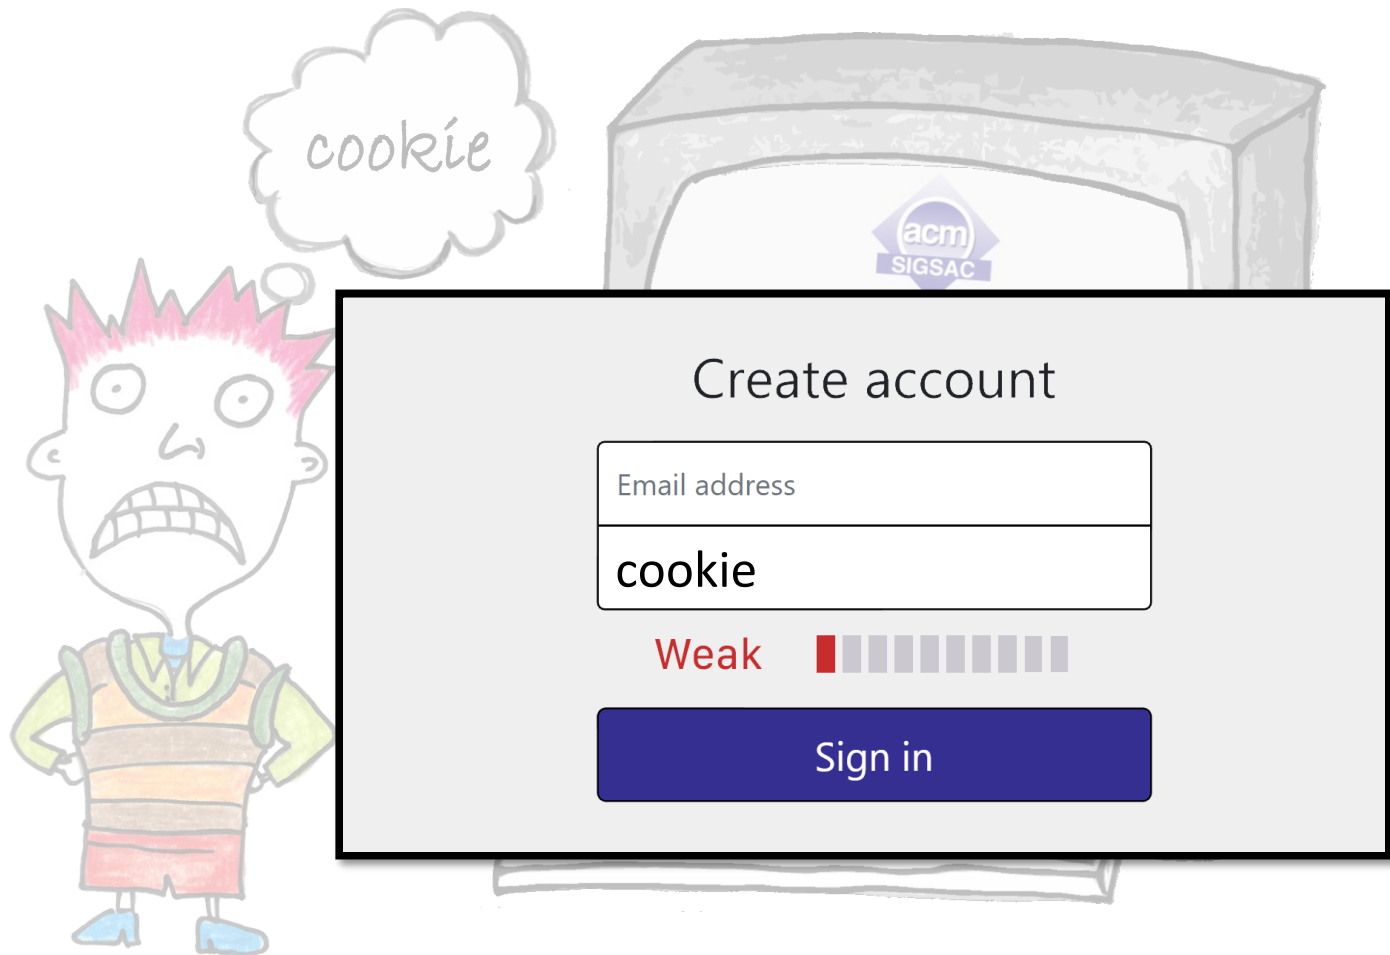 cookie
acm
SIGSAC
Create account
Email address
cookie
Weak
Sign in